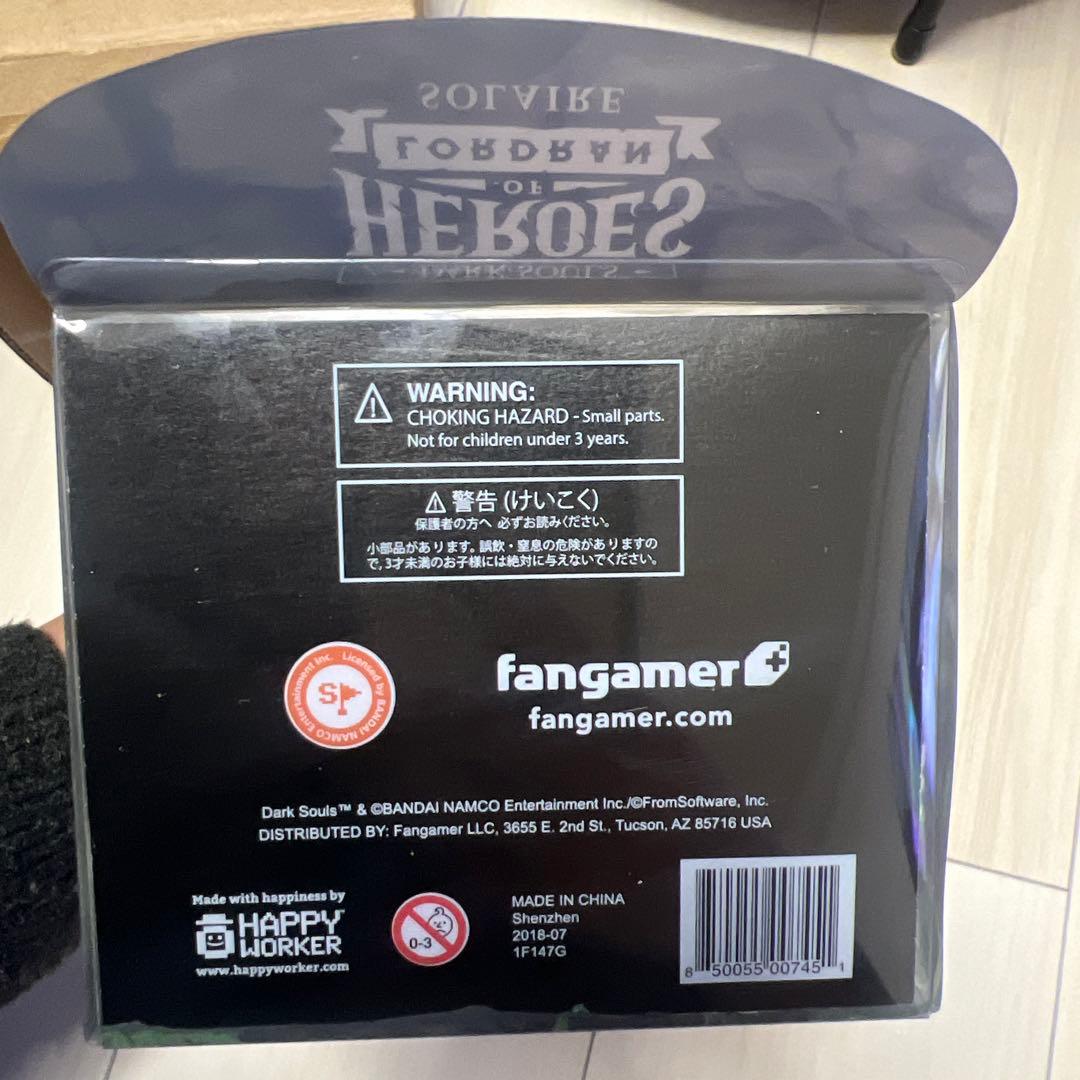 SOLAIRE
LORDRAN
OF
HEROES
DARK SOULS
WARNING:
CHOKING HAZARD - Small parts.
Not for children under 3 years.
警告 (けいこく)
保護者の方へ 必ずお読みください。
小部品があります。誤飲・窒息の危険がありますの
で、3才未満のお子様には絶対に与えないでください。
Licensed by BANDAI NAMCO Entertainment Inc.
S
fangamer
fangamer.com
Dark Souls™ & ©BANDAI NAMCO Entertainment Inc./©FromSoftware, Inc.
DISTRIBUTED BY: Fangamer LLC, 3655 E. 2nd St., Tucson, AZ 85716 USA
Made with happiness by
HAPPY
WORKER
www.happyworker.com
0-3
MADE IN CHINA
Shenzhen
2018-07
1F147G
8 50055 00745 1